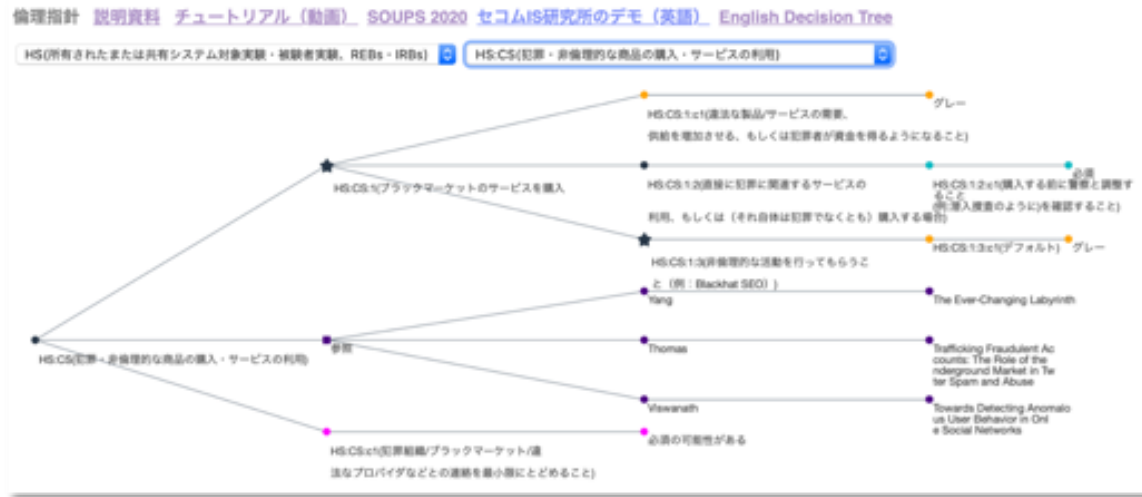 倫理指針 説明資料 チュートリアル（動画） SOUPS 2020 セコムIS研究所のデモ（英語） English Decision Tree
HS(所有されたまたは共有システム対象実験・被験者実験、REBs・IRBs) HS:CS(犯罪・非倫理的な商品の購入・サービスの利用)
グレー
HS:CS:1:c1(違法な製品/サービスの需要、
供給を増加させる、もしくは犯罪者が資金を得るようになること)
必須
HS:CS:1(ブラックマーケットのサービスを購入
HS:CS:1:2(直接に犯罪に関連するサービスの
利用、もしくは（それ自体は犯罪でなくとも）購入する場合)
HS:CS:1:2:c1(購入する前に警察と調整す
ること
(例:潜入捜査のように)を確認すること)
HS:CS:1:3:c1(デフォルト) グレー
HS:CS:1:3(非倫理的な活動を行ってもらうこ
と（例：Blackhat SEO）)
Yang The Ever-Changing Labyrinth
HS:CS(犯罪・非倫理的な商品の購入・サービスの利用)
参照
Thomas
Trafficking Fraudulent Ac
counts: The Role of the
nderground Market in Tw
ter Spam and Abuse
Viswanath
Towards Detecting Anomalo
us User Behavior in Onl
e Social Networks
必須の可能性がある
HS:CS:c1(犯罪組織/ブラックマーケット/違
法なプロバイダなどとの連絡を最小限にとどめること)